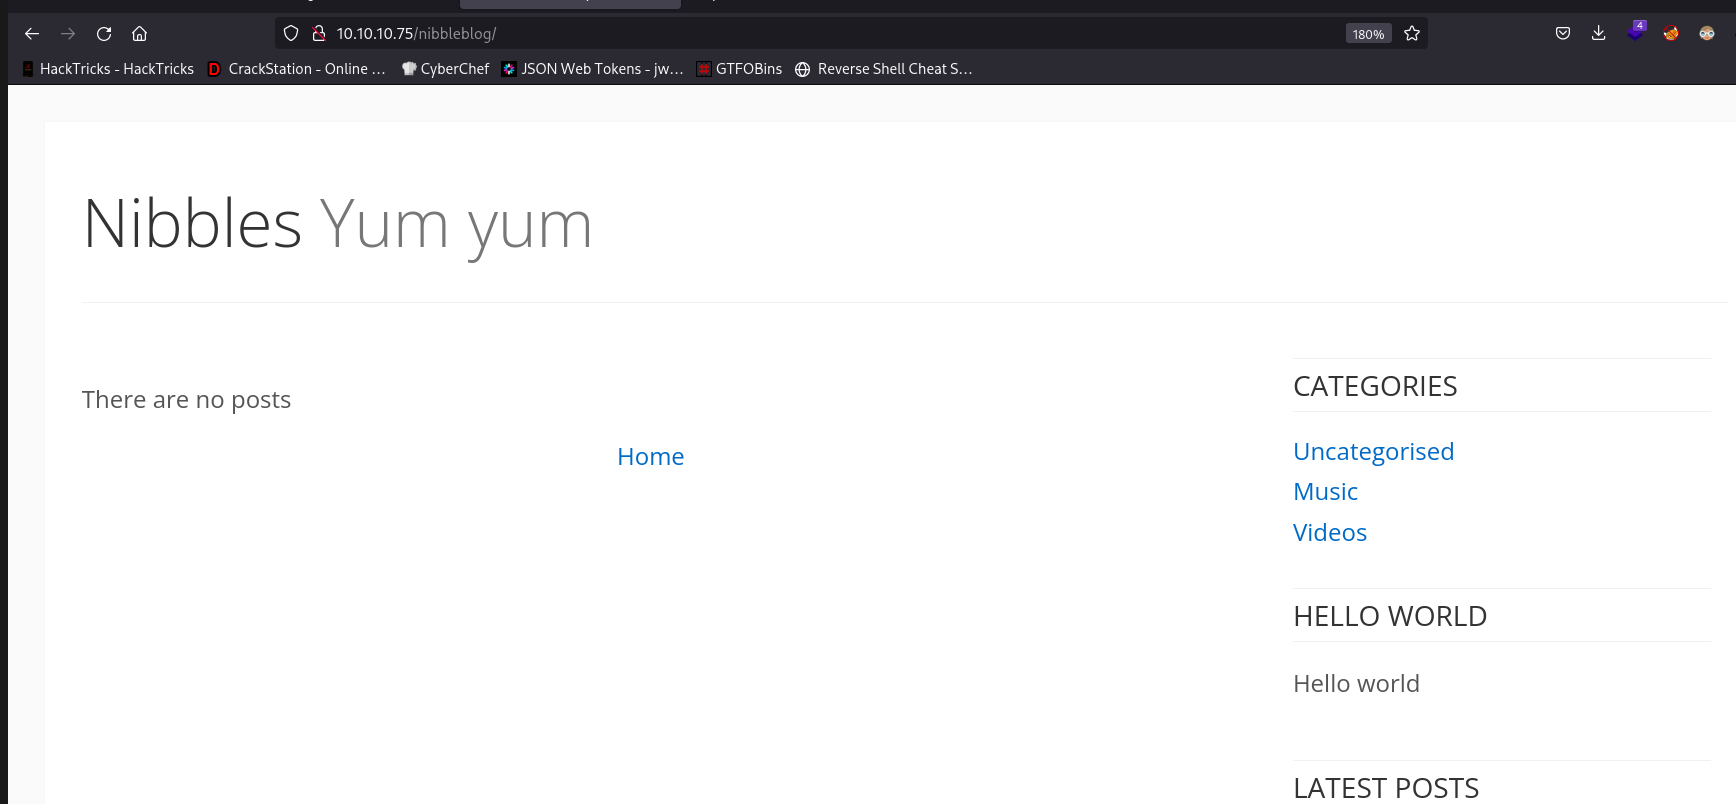 10.10.10.75/nibbleblog/
180%
4
HackTricks - HackTricks
CrackStation - Online ...
CyberChef
JSON Web Tokens - jw...
GTFOBins
Reverse Shell Cheat S...
Nibbles Yum yum
There are no posts
Home
CATEGORIES
Uncategorised
Music
Videos
HELLO WORLD
Hello world
LATEST POSTS